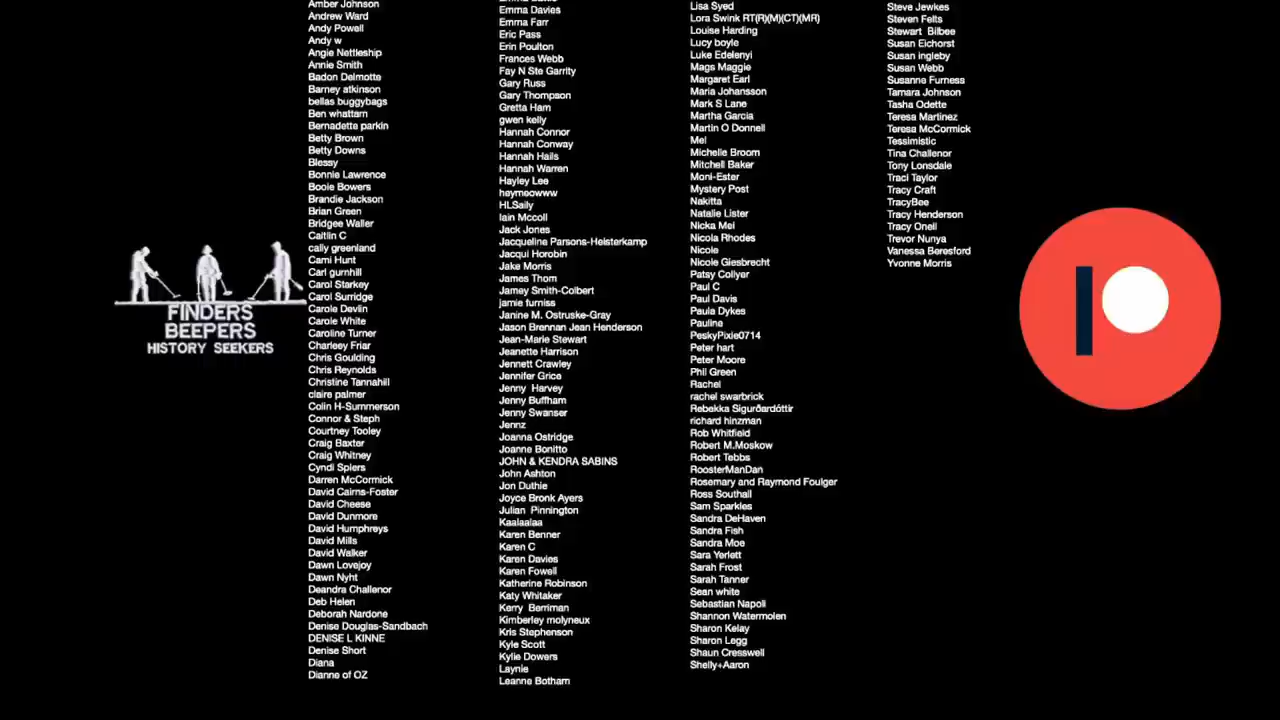 FINDERS
BEEPERS
HISTORY SEEKERS
Amber Johnson
Andrew Ward
Andy Powell
Andy w
Angie Nettleship
Annie Smith
Badon Delmotte
Barney atkinson
bellas buggybags
Ben whattam
Bernadette parkin
Betty Brown
Betty Downs
Blessy
Bonnie Lawrence
Booie Bowers
Brandie Jackson
Brian Green
Bridgee Waller
Caitlin C
cally greenland
Cami Hunt
Carl gurnhill
Carol Starkey
Carol Surridge
Carole Devlin
Carole White
Caroline Turner
Charleey Friar
Chris Goulding
Chris Reynolds
Christine Tannahill
claire palmer
Colin H-Summerson
Connor & Steph
Courtney Tooley
Craig Baxter
Craig Whitney
Cyndi Spiers
Darren McCormick
David Cairns-Foster
David Cheese
David Dunmore
David Humphreys
David Mills
David Walker
Dawn Lovejoy
Dawn Nyht
Deandra Challenor
Deb Helen
Deborah Nardone
Denise Douglas-Sandbach
DENISE L KINNE
Denise Short
Diana
Dianne of OZ
Emma Davies
Emma Farr
Eric Pass
Erin Poulton
Frances Webb
Fay N Ste Garrity
Gary Russ
Gary Thompson
Gretta Ham
gwen kelly
Hannah Connor
Hannah Conway
Hannah Hails
Hannah Warren
Hayley Lee
heymeowww
HLSaily
Iain Mccoll
Jack Jones
Jacqueline Parsons-Heisterkamp
Jacqui Horobin
Jake Morris
James Thom
Jamey Smith-Colbert
jamie furniss
Janine M. Ostruske-Gray
Jason Brennan Jean Henderson
Jean-Marie Stewart
Jeanette Harrison
Jennett Crawley
Jennifer Grice
Jenny  Harvey
Jenny Buffham
Jenny Swanser
Jennz
Joanna Ostridge
Joanne Bonitto
JOHN & KENDRA SABINS
John Ashton
Jon Duthie
Joyce Bronk Ayers
Julian  Pinnington
Kaalaalaa
Karen Benner
Karen C
Karen Davies
Karen Fowell
Katherine Robinson
Katy Whitaker
Kerry  Berriman
Kimberley molyneux
Kris Stephenson
Kyle Scott
Kylie Dowers
Laynie
Leanne Botham
Lisa Syed
Lora Swink RT(R)(M)(CT)(MR)
Louise Harding
Lucy boyle
Luke Edelenyi
Mags Maggie
Margaret Earl
Maria Johansson
Mark S Lane
Martha Garcia
Martin O Donnell
Mel
Michelle Broom
Mitchell Baker
Moni-Ester
Mystery Post
Nakitta
Natalie Lister
Nicka Mel
Nicola Rhodes
Nicole
Nicole Giesbrecht
Patsy Collyer
Paul C
Paul Davis
Paula Dykes
Pauline
PeskyPixie0714
Peter hart
Peter Moore
Phil Green
Rachel
rachel swarbrick
Rebekka Sigurðardóttir
richard hinzman
Rob Whitfield
Robert M.Moskow
Robert Tebbs
RoosterManDan
Rosemary and Raymond Foulger
Ross Southall
Sam Sparkles
Sandra DeHaven
Sandra Fish
Sandra Moe
Sara Yerlett
Sarah Frost
Sarah Tanner
Sean white
Sebastian Napoli
Shannon Watermolen
Sharon Kelay
Sharon Legg
Shaun Cresswell
Shelly+Aaron
Steve Jewkes
Steven Felts
Stewart  Bilbee
Susan Eichorst
Susan ingleby
Susan Webb
Susanne Furness
Tamara Johnson
Tasha Odette
Teresa Martinez
Teresa McCormick
Tessimistic
Tina Challenor
Tony Lonsdale
Traci Taylor
Tracy Craft
TracyBee
Tracy Henderson
Tracy Onell
Trevor Nunya
Vanessa Beresford
Yvonne Morris